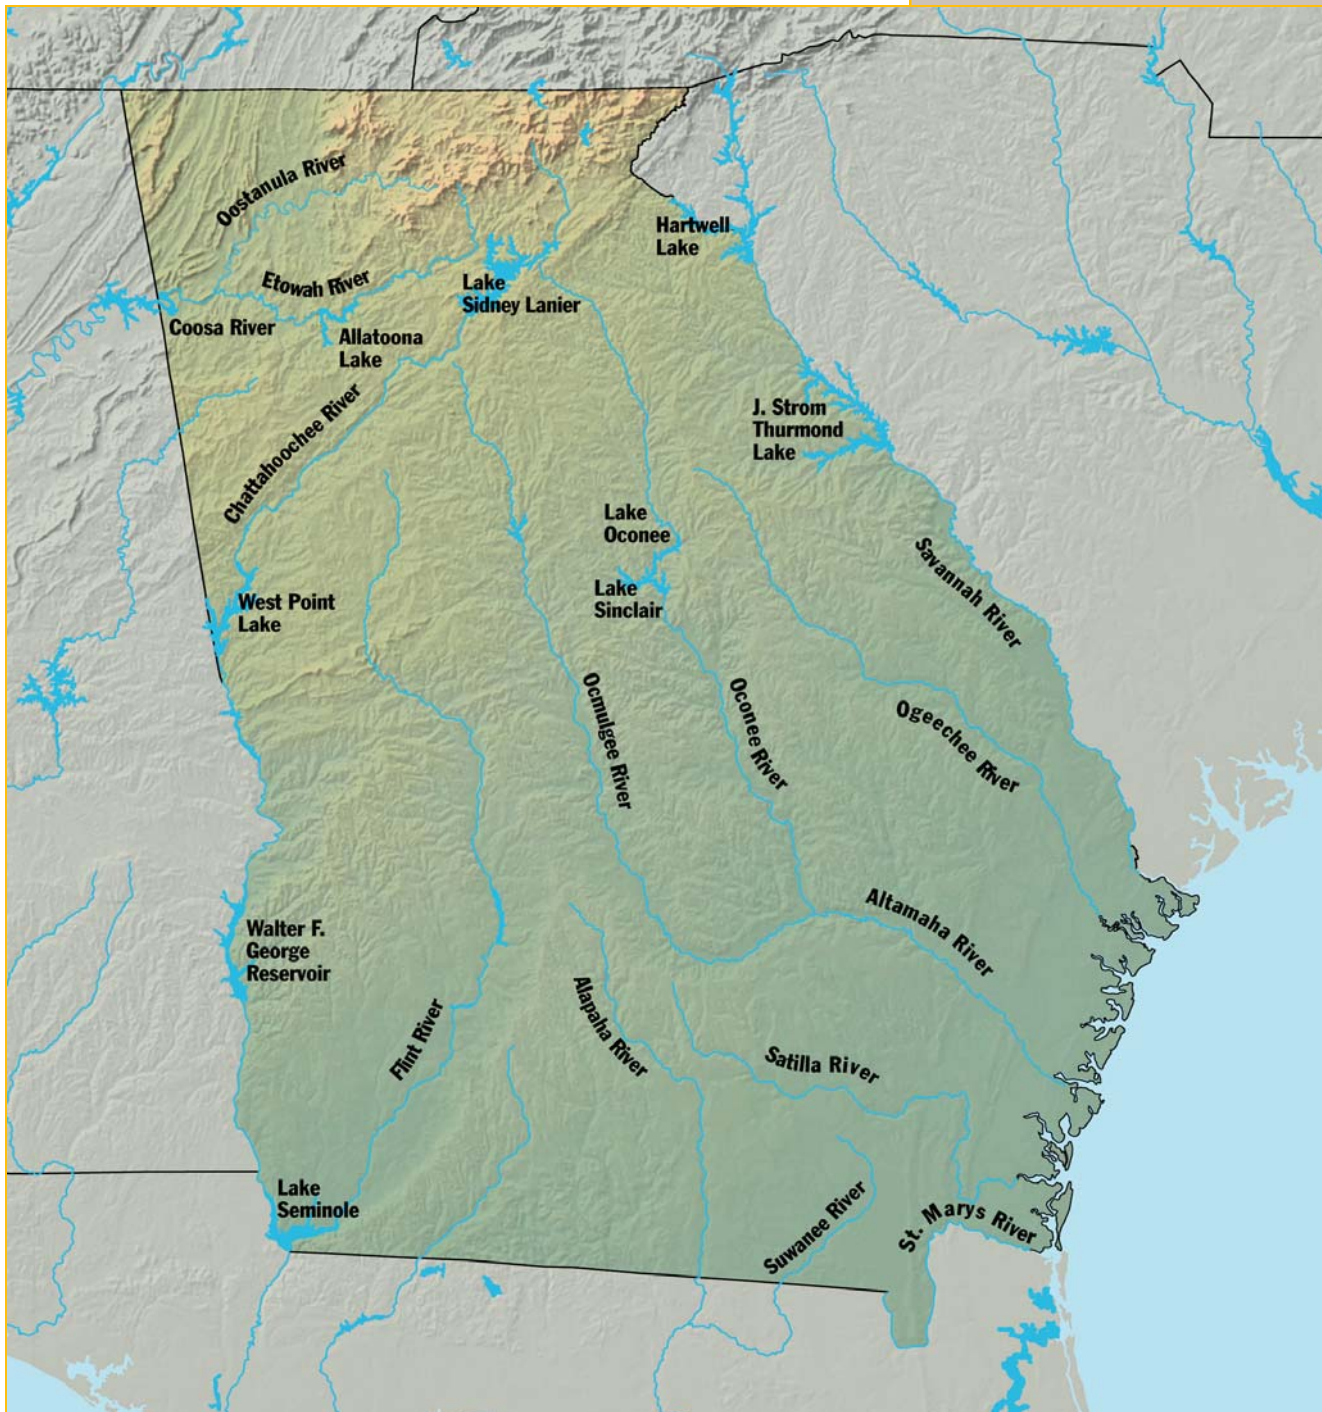 Oostanula River
Hartwell
Lake
Etowah River
Lake
Sidney Lanier
Coosa River
Allatoona
Lake
Chattahoochee River
J. Strom
Thurmond
Lake
Lake
Oconee
Savannah River
Lake
Sinclair
West Point
Lake
Ocmulgee River
Oconee River
Ogeechee River
Altamaha River
Walter F.
George
Reservoir
Flint River
Alapaha River
Satilla River
Lake
Seminole
Suwanee River
St. Marys River